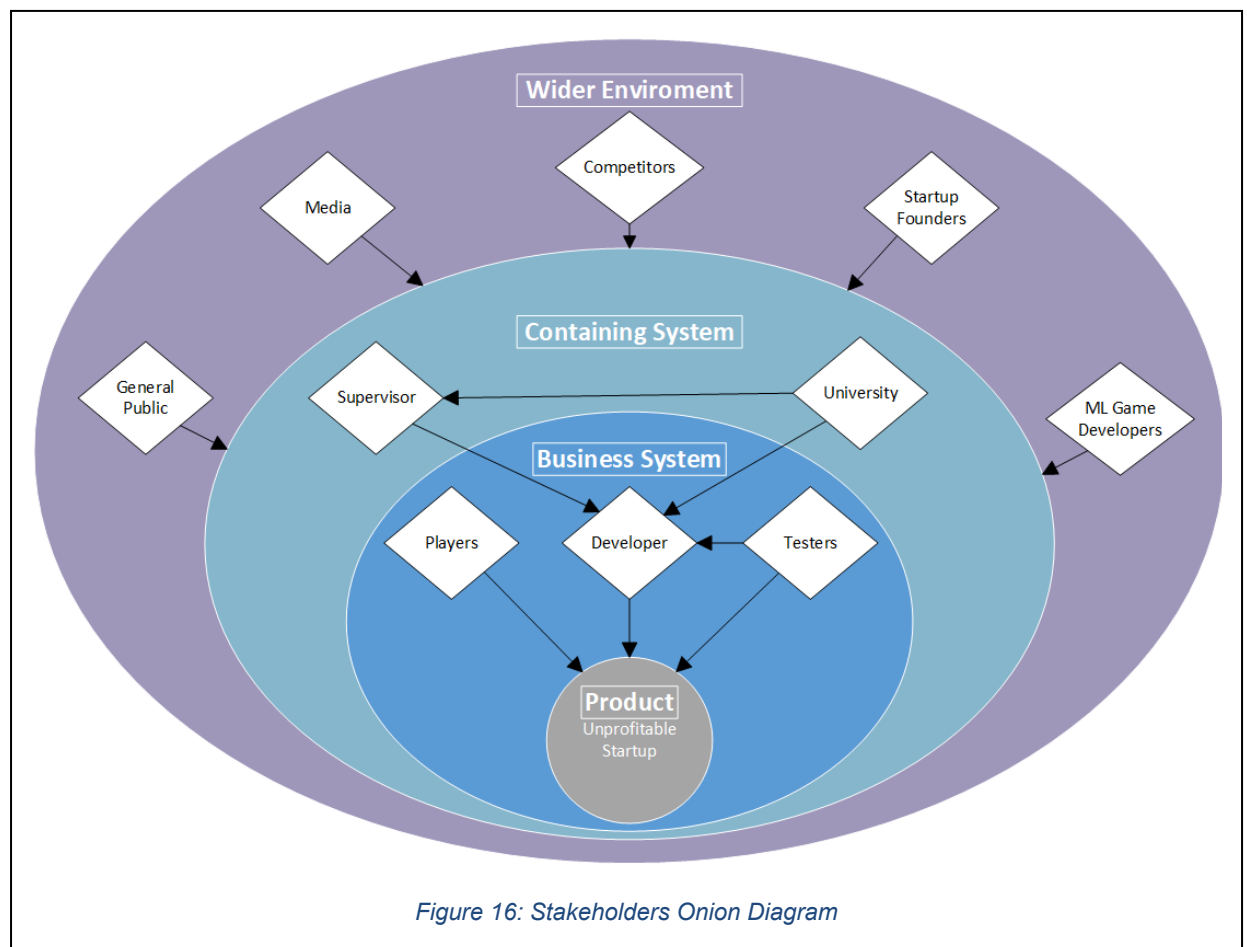 Wider Enviroment
Competitors
Media
Startup
Founders
Containing System
General
Public
Supervisor
University
ML Game
Developers
Business System
Players
Developer
Testers
Product
Unprofitable
Startup
Figure 16: Stakeholders Onion Diagram